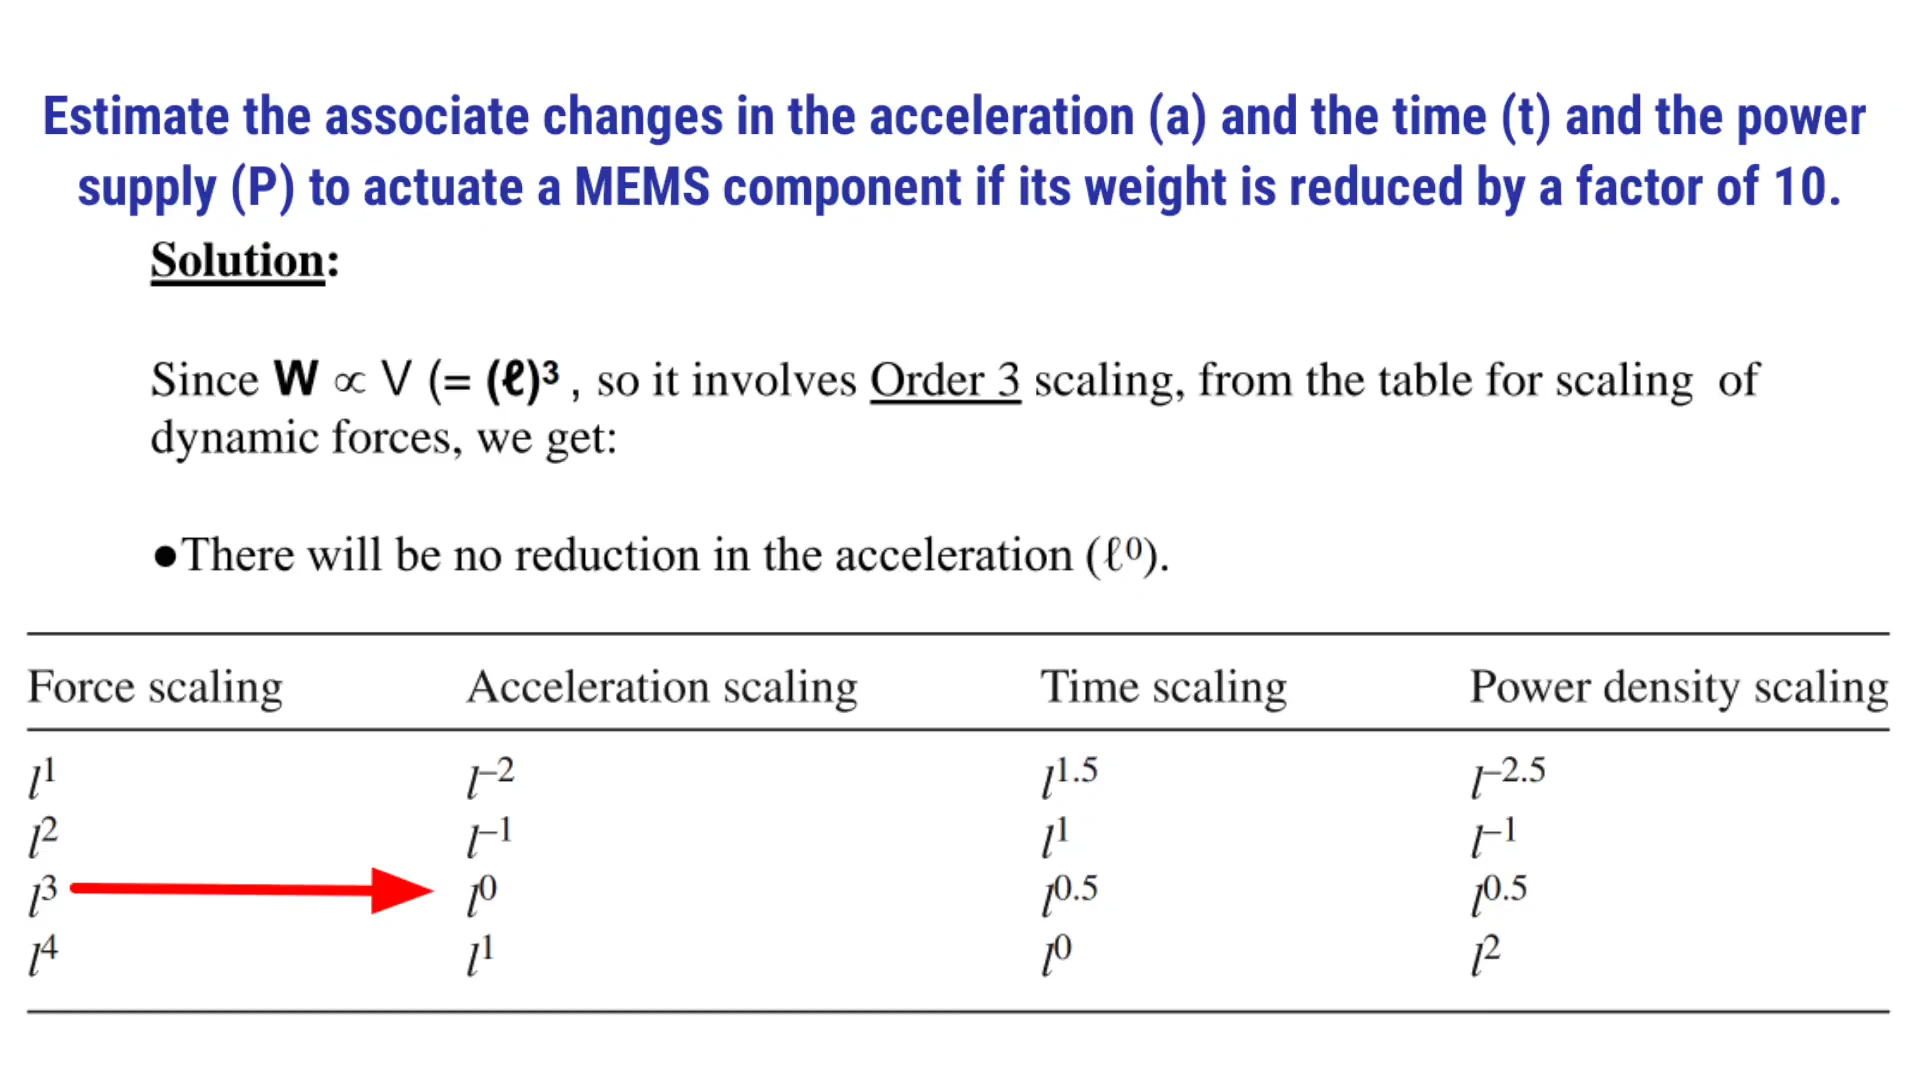 Estimate the associate changes in the acceleration (a) and the time (t) and the power
supply (P) to actuate a MEMS component if its weight is reduced by a factor of 10.
Solution:
Since W ∝ V (= (ℓ)³ , so it involves Order 3 scaling, from the table for scaling of
dynamic forces, we get:
●There will be no reduction in the acceleration (ℓ⁰).
Force scaling Acceleration scaling Time scaling Power density scaling
l¹ l⁻² l¹·⁵ l⁻²·⁵
l² l⁻¹ l¹ l⁻¹
l³ l⁰ l⁰·⁵ l⁰·⁵
l⁴ l¹ l⁰ l²